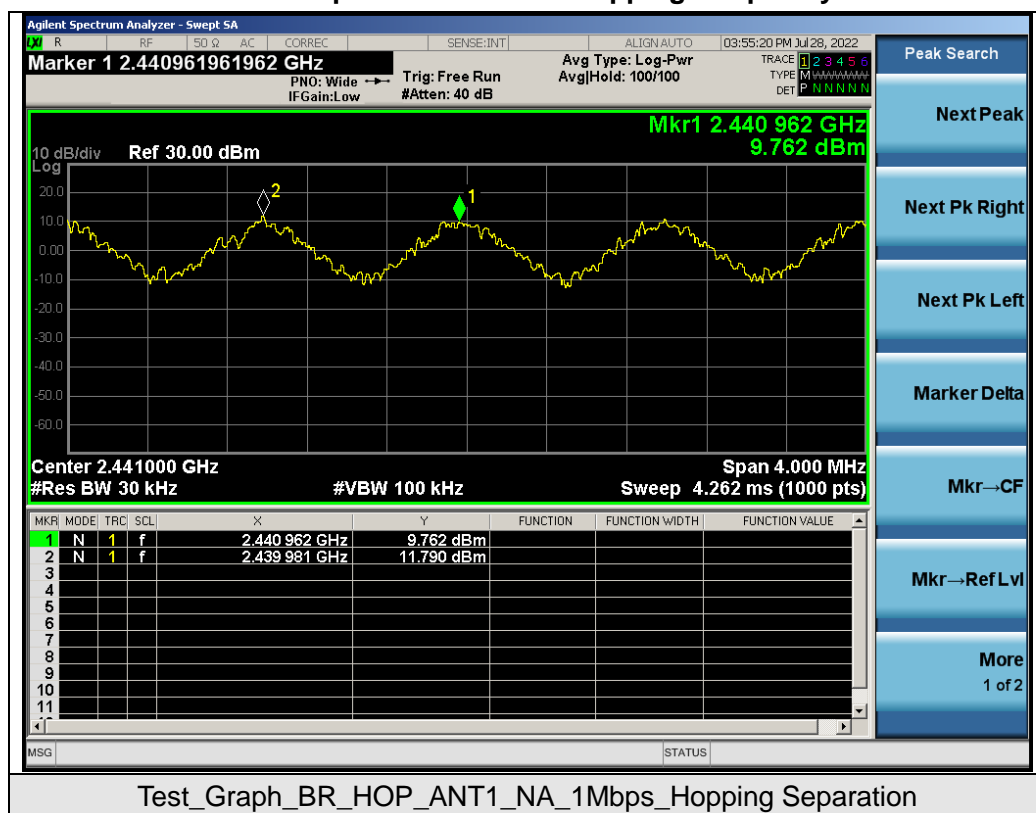 Agilent Spectrum Analyzer - Swept SA
LXI R RF 50 Ω AC CORREC SENSE:INT ALIGNAUTO 03:55:20 PM Jul 28, 2022
Marker 1 2.440961961962 GHz
PNO: Wide
IFGain:Low
Trig: Free Run
#Atten: 40 dB
Avg Type: Log-Pwr
Avg|Hold: 100/100
TRACE 1 2 3 4 5 6
TYPE M
DET P N N N N N
Mkr1 2.440 962 GHz
9.762 dBm
10 dB/div Ref 30.00 dBm
Log
20.0
10.0
0.00
-10.0
-20.0
-30.0
-40.0
-50.0
-60.0
2
1
Center 2.441000 GHz Span 4.000 MHz
#Res BW 30 kHz #VBW 100 kHz Sweep 4.262 ms (1000 pts)
MKR MODE TRC SCL X Y FUNCTION FUNCTION WIDTH FUNCTION VALUE
1 N 1 f 2.440 962 GHz 9.762 dBm
2 N 1 f 2.439 981 GHz 11.790 dBm
3
4
5
6
7
8
9
10
11
MSG STATUS
Peak Search
Next Peak
Next Pk Right
Next Pk Left
Marker Delta
Mkr→CF
Mkr→Ref Lvl
More
1 of 2
Test_Graph_BR_HOP_ANT1_NA_1Mbps_Hopping Separation